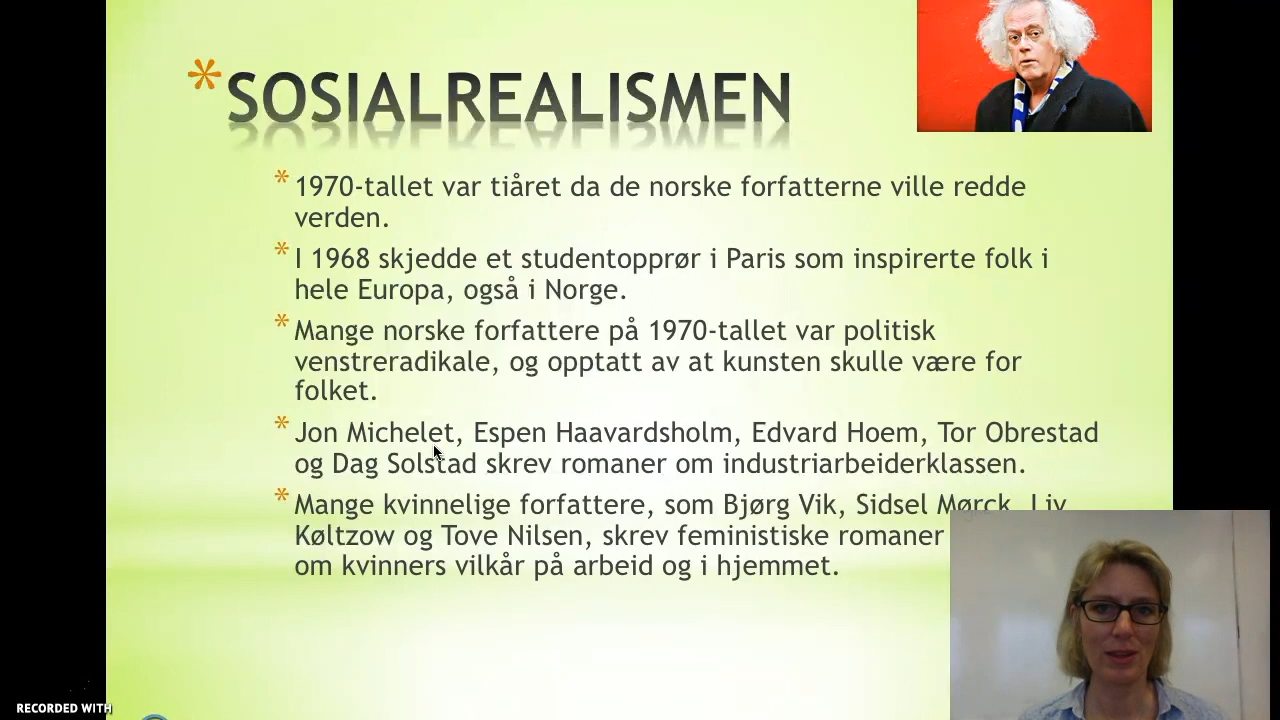 * SOSIALREALISMEN
* 1970-tallet var tiåret da de norske forfatterne ville redde
verden.
* I 1968 skjedde et studentopprør i Paris som inspirerte folk i
hele Europa, også i Norge.
* Mange norske forfattere på 1970-tallet var politisk
venstreradikale, og opptatt av at kunsten skulle være for
folket.
* Jon Michelet, Espen Haavardsholm, Edvard Hoem, Tor Obrestad
og Dag Solstad skrev romaner om industriarbeiderklassen.
* Mange kvinnelige forfattere, som Bjørg Vik, Sidsel Mørck, Liv
Køltzow og Tove Nilsen, skrev feministiske romaner
om kvinners vilkår på arbeid og i hjemmet.
RECORDED WITH